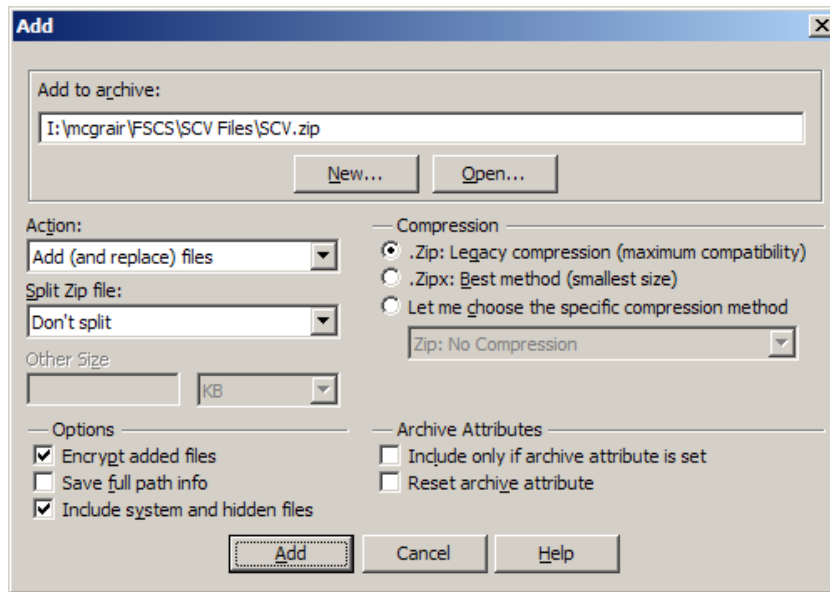 Add
Add to archive:
I:\mcgrair\FSCS\SCV Files\SCV.zip
New...
Open...
Action:
Add (and replace) files
Split Zip file:
Don't split
Other Size
KB
Compression
.Zip: Legacy compression (maximum compatibility)
.Zipx: Best method (smallest size)
Let me choose the specific compression method
Zip: No Compression
Options
Encrypt added files
Save full path info
Include system and hidden files
Archive Attributes
Include only if archive attribute is set
Reset archive attribute
Add
Cancel
Help